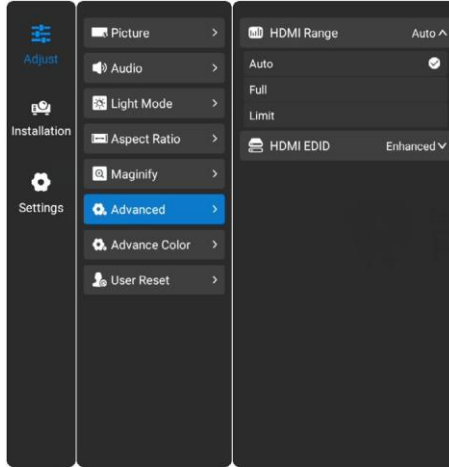 Adjust
Installation
Settings
Picture
Audio
Light Mode
Aspect Ratio
Maginify
Advanced
Advance Color
User Reset
HDMI Range Auto
Auto
Full
Limit
HDMI EDID Enhanced